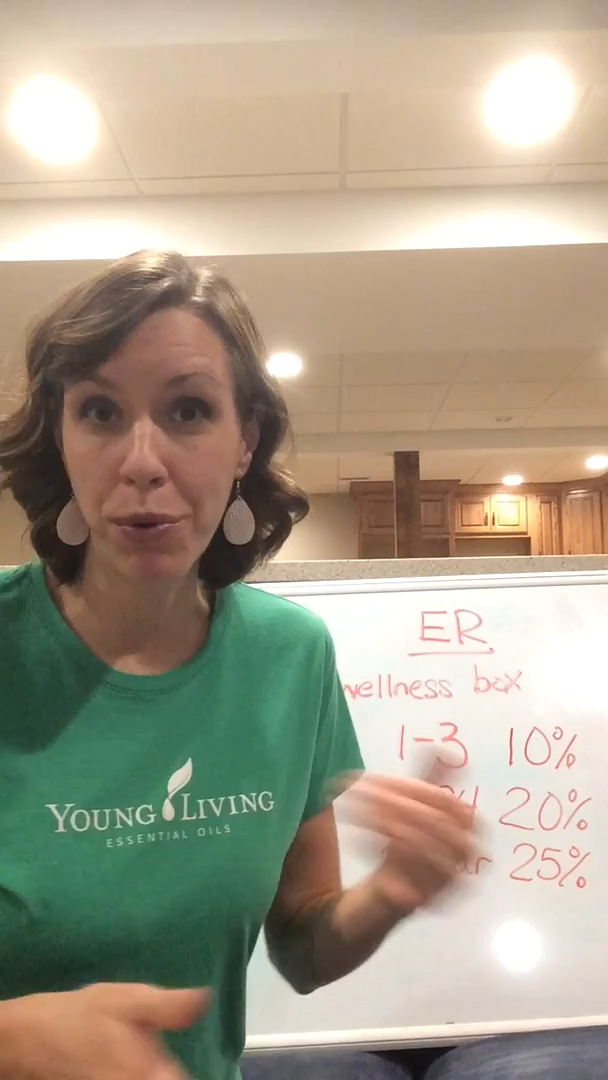 ER
wellness box
1-3 10%
20%
25%
YOUNG LIVING
ESSENTIAL OILS